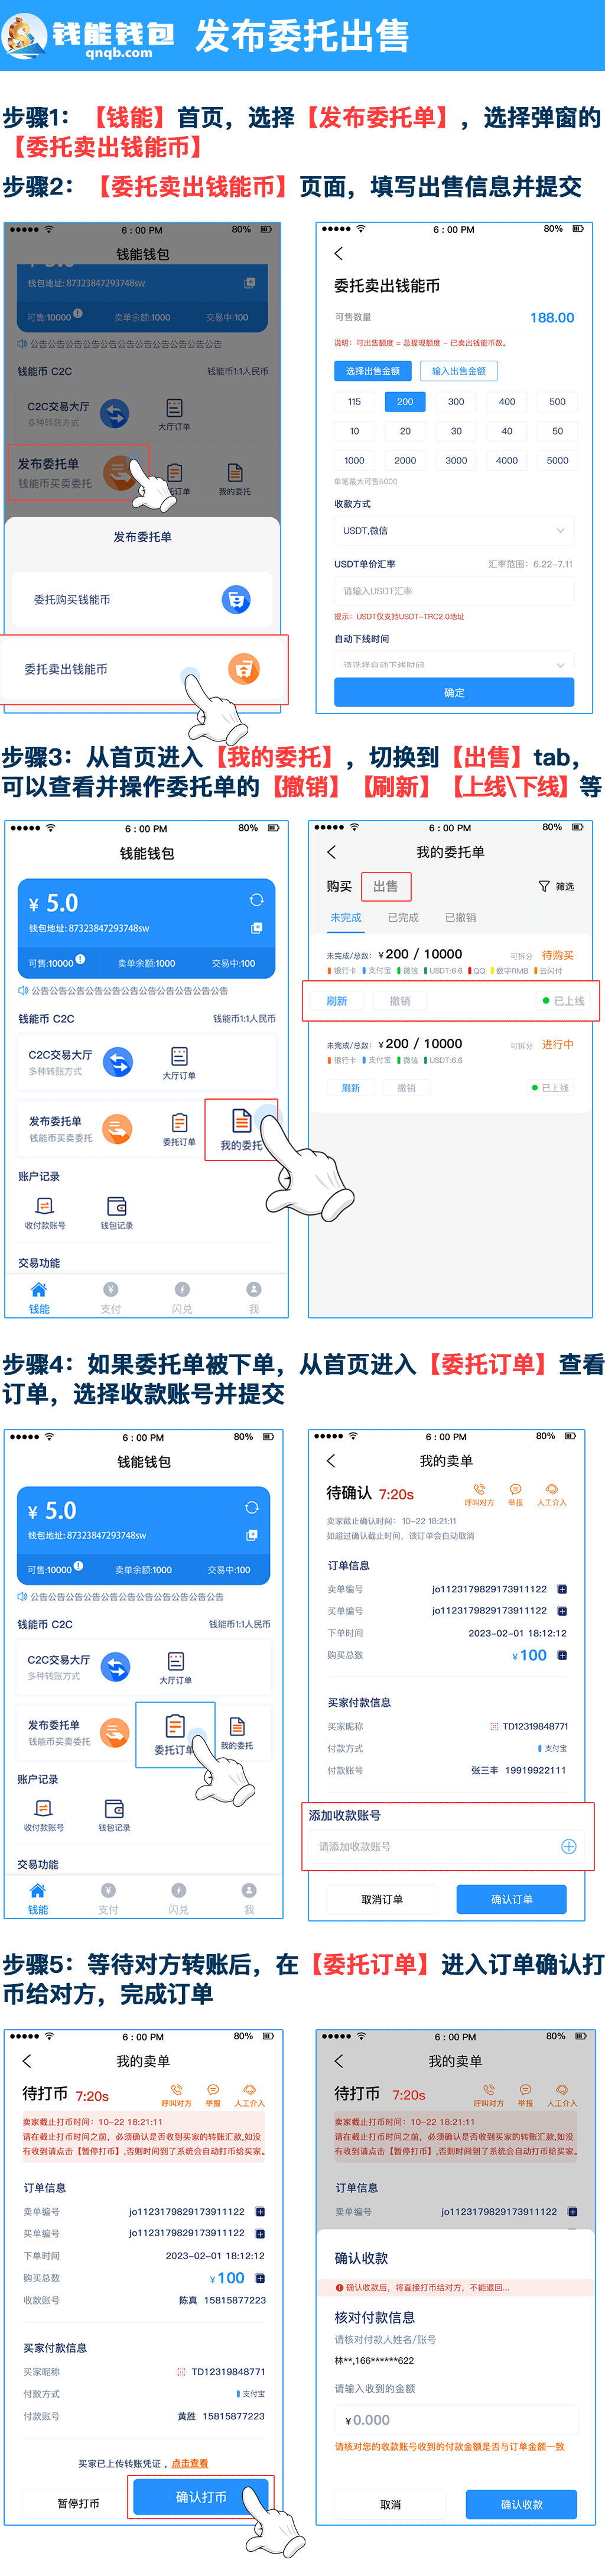 钱能钱包
qnqb.com
发布委托出售
步骤1：【钱能】首页，选择【发布委托单】，选择弹窗的
【委托卖出钱能币】
步骤2：【委托卖出钱能币】页面，填写出售信息并提交
6 : 00 PM
80%
钱能钱包
钱包地址: 87323847293748sw
可售:10000
卖单余额:1000
交易中:100
公告公告公告公告公告公告公告公告公告公告公告
钱能币 C2C
钱能币1:1人民币
C2C交易大厅
多种转账方式
大厅订单
发布委托单
钱能币买卖委托
托订单
我的委托
发布委托单
委托购买钱能币
委托卖出钱能币
6 : 00 PM
80%
委托卖出钱能币
可售数量
188.00
说明：可出售额度 = 总提现额度 - 已卖出钱能币数。
选择出售金额
输入出售金额
115 200 300 400 500
10 20 30 40 50
1000 2000 3000 4000 5000
单笔最大可售5000
收款方式
USDT,微信
USDT单价汇率
汇率范围：6.22-7.11
请输入USDT汇率
提示：USDT仅支持USDT-TRC2.0地址
自动下线时间
请选择自动下线时间
确定
步骤3：从首页进入【我的委托】，切换到【出售】tab，
可以查看并操作委托单的【撤销】【刷新】【上线\下线】等
6 : 00 PM
80%
钱能钱包
¥ 5.0
钱包地址: 87323847293748sw
可售:10000
卖单余额:1000
交易中:100
公告公告公告公告公告公告公告公告公告公告公告
钱能币 C2C
钱能币1:1人民币
C2C交易大厅
多种转账方式
大厅订单
发布委托单
钱能币买卖委托
委托订单
我的委托
账户记录
收付款账号
钱包记录
交易功能
钱能
支付
闪兑
我
6 : 00 PM
80%
我的委托单
购买
出售
筛选
未完成
已完成
已撤销
未完成/总数: ¥200 / 10000
可拆分
待购买
银行卡 支付宝 微信 USDT:6.6 QQ 数字RMB 云闪付
刷新
撤销
已上线
未完成/总数: ¥200 / 10000
可拆分
进行中
银行卡 支付宝 微信 USDT:6.6
刷新
撤销
已上线
步骤4：如果委托单被下单，从首页进入【委托订单】查看
订单，选择收款账号并提交
6 : 00 PM
80%
钱能钱包
¥ 5.0
钱包地址: 87323847293748sw
可售:10000
卖单余额:1000
交易中:100
公告公告公告公告公告公告公告公告公告公告公告
钱能币 C2C
钱能币1:1人民币
C2C交易大厅
多种转账方式
大厅订单
发布委托单
钱能币买卖委托
委托订单
我的委托
账户记录
收付款账号
钱包记录
交易功能
钱能
支付
闪兑
我
6 : 00 PM
80%
我的卖单
待确认 7:20s
呼叫对方
举报
人工介入
卖家截止确认时间：10-22 18:21:11
如超过确认截止时间，该订单会自动取消
订单信息
卖单编号
jo1123179829173911122
买单编号
jo1123179829173911122
下单时间
2023-02-01 18:12:12
购买总数
¥100
买家付款信息
买家昵称
TD12319848771
付款方式
支付宝
付款账号
张三丰 19919922111
添加收款账号
请添加收款账号
取消订单
确认订单
步骤5：等待对方转账后，在【委托订单】进入订单确认打
币给对方，完成订单
6 : 00 PM
80%
我的卖单
待打币 7:20s
呼叫对方
举报
人工介入
卖家截止打币时间：10-22 18:21:11
请在截止打币时间之前，必须确认是否收到买家的转账汇款,如没
有收到请点击【暂停打币】,否则时间到了系统会自动打币给买家。
订单信息
卖单编号
jo1123179829173911122
买单编号
jo1123179829173911122
下单时间
2023-02-01 18:12:12
购买总数
¥100
收款账号
陈真 15815877223
买家付款信息
买家昵称
TD12319848771
付款方式
支付宝
付款账号
黄胜 15815877223
买家已上传转账凭证，点击查看
暂停打币
确认打币
6 : 00 PM
80%
我的卖单
待打币 7:20s
呼叫对方
举报
人工介入
卖家截止打币时间：10-22 18:21:11
请在截止打币时间之前，必须确认是否收到买家的转账汇款,如没
有收到请点击【暂停打币】,否则时间到了系统会自动打币给买家。
订单信息
卖单编号
jo1123179829173911122
确认收款
确认收款后，将直接打币给对方，不能退回...
核对付款信息
请核对付款人姓名/账号
林**,166******622
请输入收到的金额
¥0.000
请核对您的收款账号收到的付款金额是否与订单金额一致
取消
确认收款